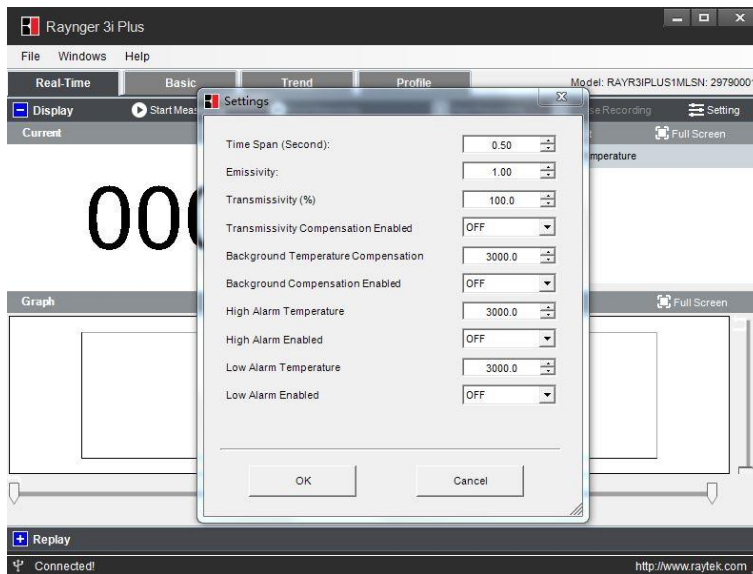 Raynger 3i Plus
File Windows Help
Real-Time Basic Trend Profile Model: RAYR3IPLUS1MLSN: 29790001
Display Start Meas se Recording Setting
Current Full Screen
mperature
000
Graph Full Screen
Settings
Time Span (Second): 0.50
Emissivity: 1.00
Transmissivity (%) 100.0
Transmissivity Compensation Enabled OFF
Background Temperature Compensation 3000.0
Background Compensation Enabled OFF
High Alarm Temperature 3000.0
High Alarm Enabled OFF
Low Alarm Temperature 3000.0
Low Alarm Enabled OFF
OK Cancel
Replay
Connected! http://www.raytek.com